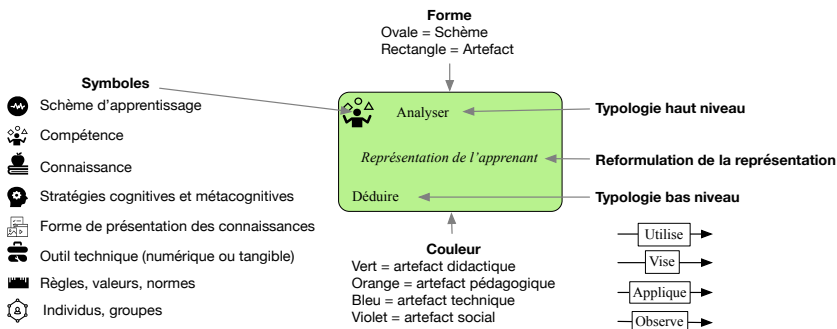 Forme
Ovale = Schème
Rectangle = Artefact
Symboles
Schème d'apprentissage
Compétence
Connaissance
Stratégies cognitives et métacognitives
Forme de présentation des connaissances
Outil technique (numérique ou tangible)
Règles, valeurs, normes
Individus, groupes
Analyser
Représentation de l'apprenant
Déduire
Typologie haut niveau
Reformulation de la représentation
Typologie bas niveau
Couleur
Vert = artefact didactique
Orange = artefact pédagogique
Bleu = artefact technique
Violet = artefact social
Utilise
Vise
Applique
Observe